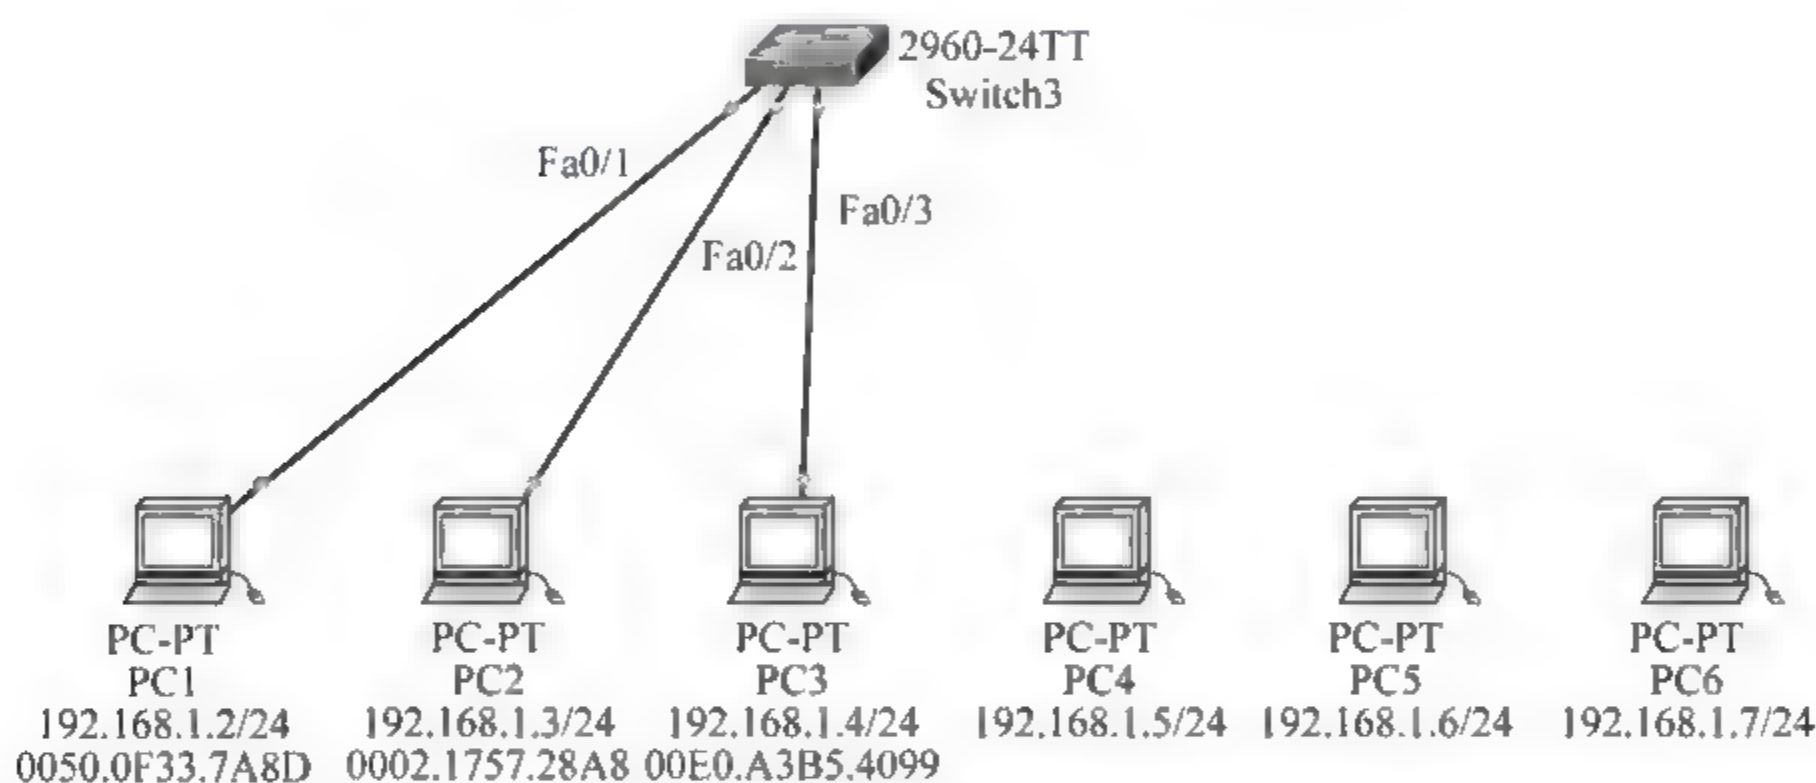 2960-24TT
Switch3
Fa0/1
Fa0/3
Fa0/2
PC-PT
PC1
192.168.1.2/24
0050.0F33.7A8D
PC-PT
PC2
192.168.1.3/24
0002.1757.28A8
PC-PT
PC3
192.168.1.4/24
00E0.A3B5.4099
PC-PT
PC4
192.168.1.5/24
PC-PT
PC5
192.168.1.6/24
PC-PT
PC6
192.168.1.7/24